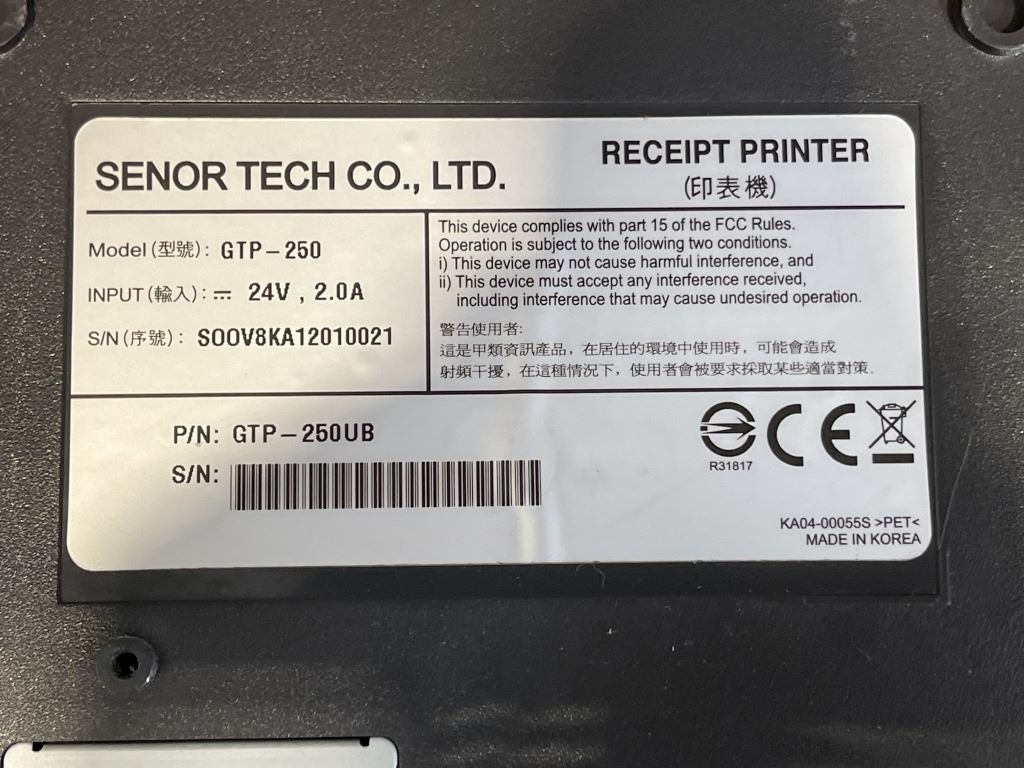 SENOR TECH CO., LTD.
RECEIPT PRINTER
(印表機)
Model (型號): GTP-250
INPUT (輸入): ⎓ 24V , 2.0A
S/N (序號): S00V8KA12010021
This device complies with part 15 of the FCC Rules.
Operation is subject to the following two conditions.
i) This device may not cause harmful interference, and
ii) This device must accept any interference received,
including interference that may cause undesired operation.
警告使用者:
這是甲類資訊產品，在居住的環境中使用時，可能會造成
射頻干擾，在這種情況下，使用者會被要求採取某些適當對策.
P/N: GTP-250UB
S/N:
R31817
CE
KA04-00055S >PET<
MADE IN KOREA